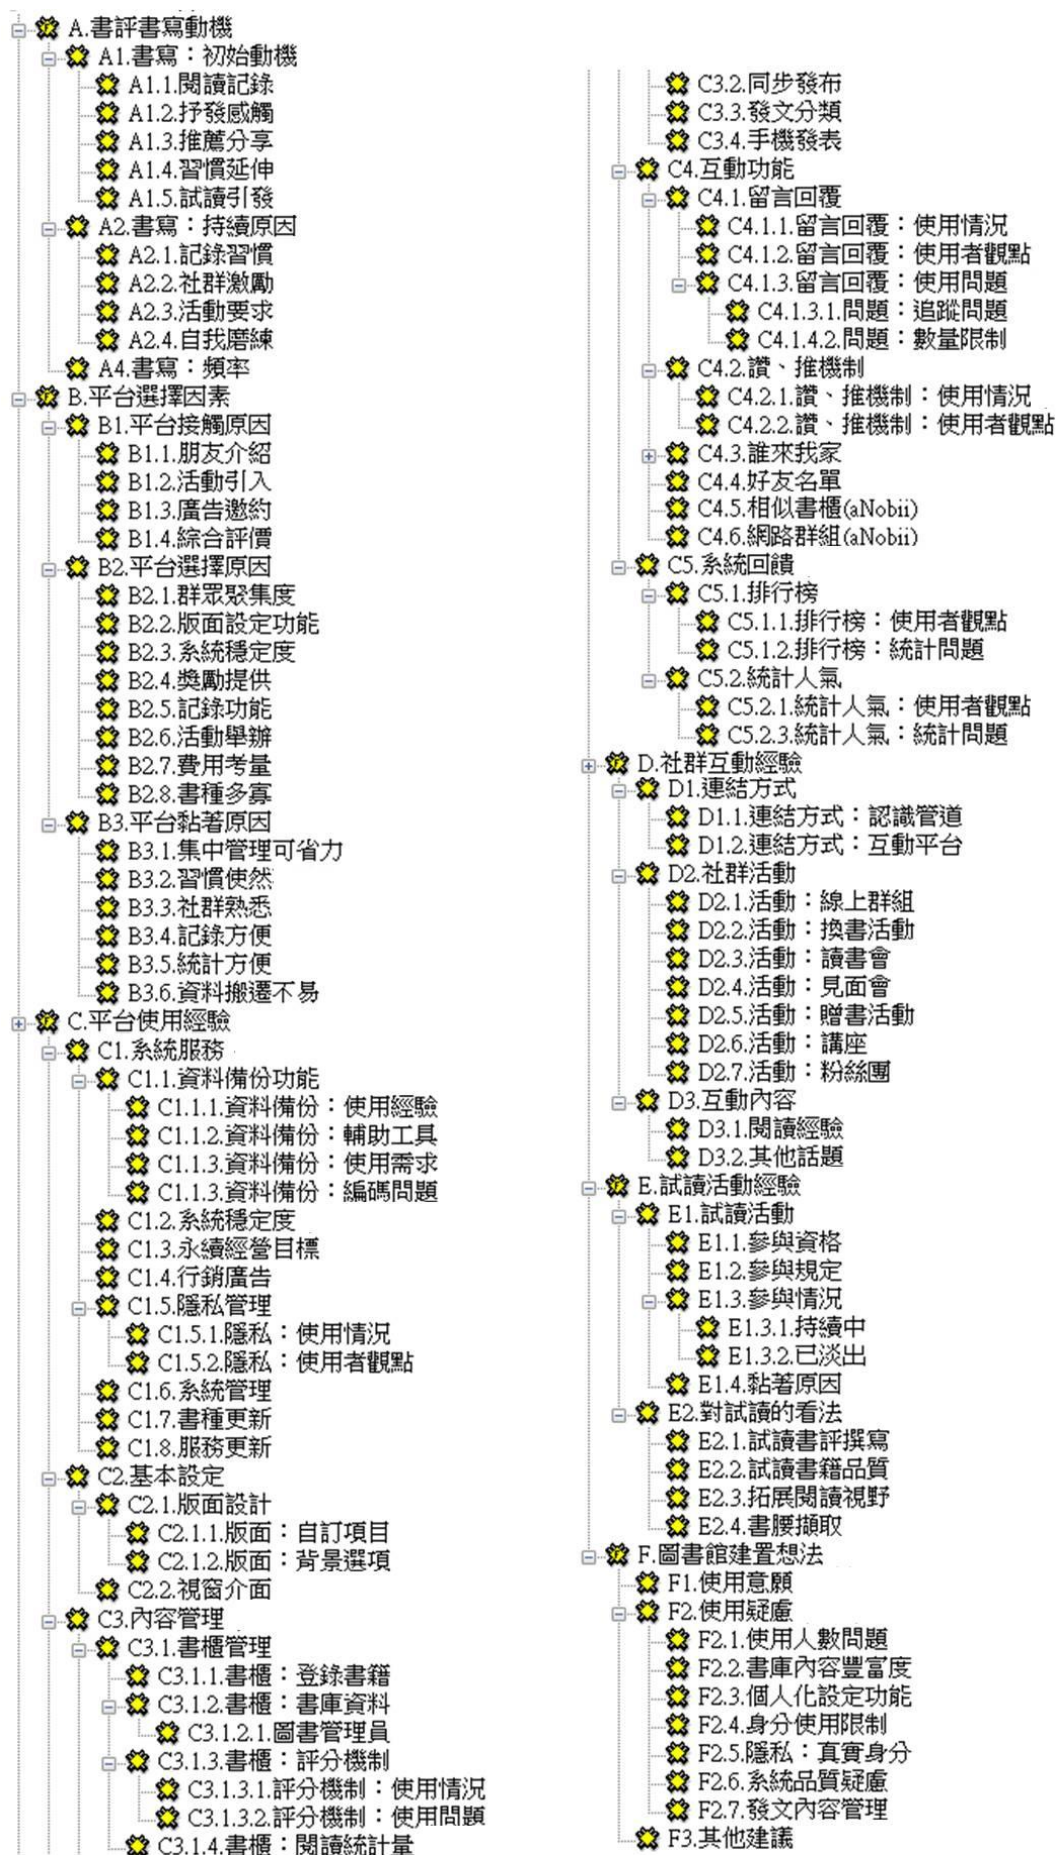 A.書評書寫動機
A1.書寫：初始動機
A1.1.閱讀記錄
A1.2.抒發感觸
A1.3.推薦分享
A1.4.習慣延伸
A1.5.試讀引發
A2.書寫：持續原因
A2.1.記錄習慣
A2.2.社群激勵
A2.3.活動要求
A2.4.自我磨練
A4.書寫：頻率
B.平台選擇因素
B1.平台接觸原因
B1.1.朋友介紹
B1.2.活動引入
B1.3.廣告邀約
B1.4.綜合評價
B2.平台選擇原因
B2.1.群眾聚集度
B2.2.版面設定功能
B2.3.系統穩定度
B2.4.獎勵提供
B2.5.記錄功能
B2.6.活動舉辦
B2.7.費用考量
B2.8.書種多寡
B3.平台黏著原因
B3.1.集中管理可省力
B3.2.習慣使然
B3.3.社群熟悉
B3.4.記錄方便
B3.5.統計方便
B3.6.資料搬遷不易
C.平台使用經驗
C1.系統服務
C1.1.資料備份功能
C1.1.1.資料備份：使用經驗
C1.1.2.資料備份：輔助工具
C1.1.3.資料備份：使用需求
C1.1.3.資料備份：編碼問題
C1.2.系統穩定度
C1.3.永續經營目標
C1.4.行銷廣告
C1.5.隱私管理
C1.5.1.隱私：使用情況
C1.5.2.隱私：使用者觀點
C1.6.系統管理
C1.7.書種更新
C1.8.服務更新
C2.基本設定
C2.1.版面設計
C2.1.1.版面：自訂項目
C2.1.2.版面：背景選項
C2.2.視窗介面
C3.內容管理
C3.1.書櫃管理
C3.1.1.書櫃：登錄書籍
C3.1.2.書櫃：書庫資料
C3.1.2.1.圖書管理員
C3.1.3.書櫃：評分機制
C3.1.3.1.評分機制：使用情況
C3.1.3.2.評分機制：使用問題
C3.1.4.書櫃：閱讀統計量
C3.2.同步發布
C3.3.發文分類
C3.4.手機發表
C4.互動功能
C4.1.留言回覆
C4.1.1.留言回覆：使用情況
C4.1.2.留言回覆：使用者觀點
C4.1.3.留言回覆：使用問題
C4.1.3.1.問題：追蹤問題
C4.1.4.2.問題：數量限制
C4.2.讚、推機制
C4.2.1.讚、推機制：使用情況
C4.2.2.讚、推機制：使用者觀點
C4.3.誰來我家
C4.4.好友名單
C4.5.相似書櫃(aNobii)
C4.6.網路群組(aNobii)
C5.系統回饋
C5.1.排行榜
C5.1.1.排行榜：使用者觀點
C5.1.2.排行榜：統計問題
C5.2.統計人氣
C5.2.1.統計人氣：使用者觀點
C5.2.3.統計人氣：統計問題
D.社群互動經驗
D1.連結方式
D1.1.連結方式：認識管道
D1.2.連結方式：互動平台
D2.社群活動
D2.1.活動：線上群組
D2.2.活動：換書活動
D2.3.活動：讀書會
D2.4.活動：見面會
D2.5.活動：贈書活動
D2.6.活動：講座
D2.7.活動：粉絲團
D3.互動內容
D3.1.閱讀經驗
D3.2.其他話題
E.試讀活動經驗
E1.試讀活動
E1.1.參與資格
E1.2.參與規定
E1.3.參與情況
E1.3.1.持續中
E1.3.2.已淡出
E1.4.黏著原因
E2.對試讀的看法
E2.1.試讀書評撰寫
E2.2.試讀書籍品質
E2.3.拓展閱讀視野
E2.4.書腰擷取
F.圖書館建置想法
F1.使用意願
F2.使用疑慮
F2.1.使用人數問題
F2.2.書庫內容豐富度
F2.3.個人化設定功能
F2.4.身分使用限制
F2.5.隱私：真實身分
F2.6.系統品質疑慮
F2.7.發文內容管理
F3.其他建議